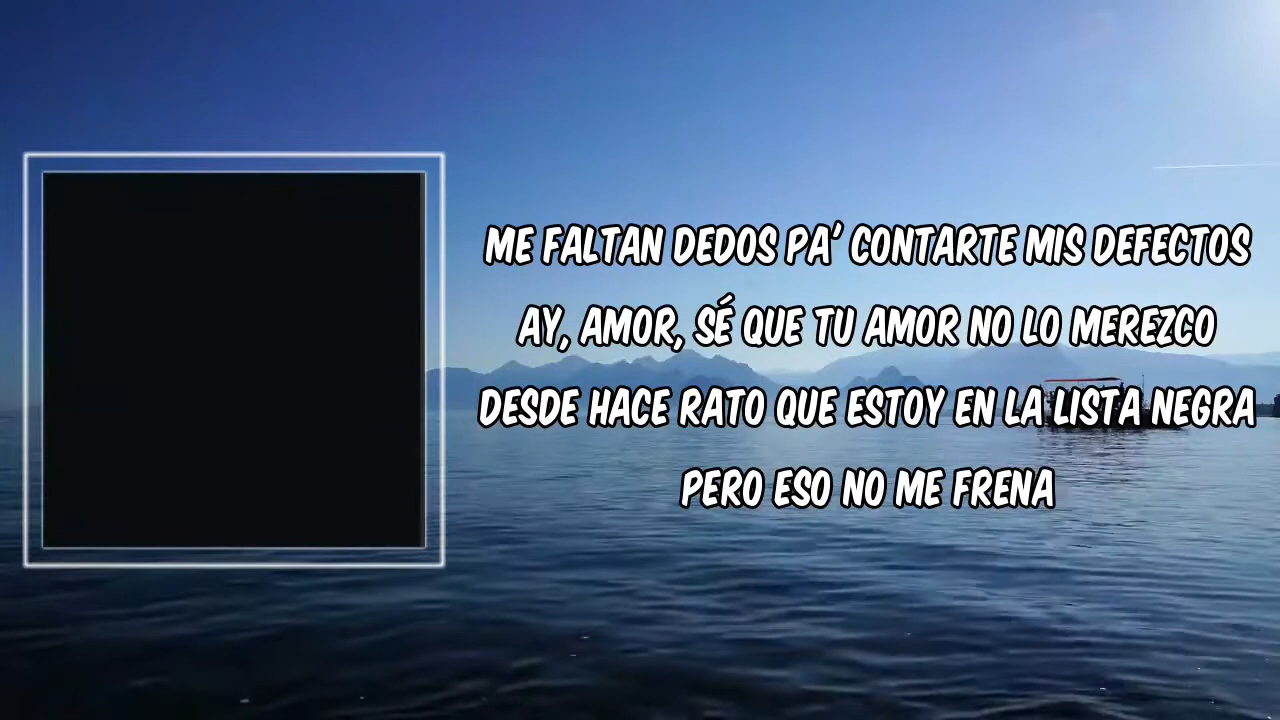 ME FALTAN DEDOS PA' CONTARTE MIS DEFECTOS
AY, AMOR, SÉ QUE TU AMOR NO LO MEREZCO
DESDE HACE RATO QUE ESTOY EN LA LISTA NEGRA
PERO ESO NO ME FRENA